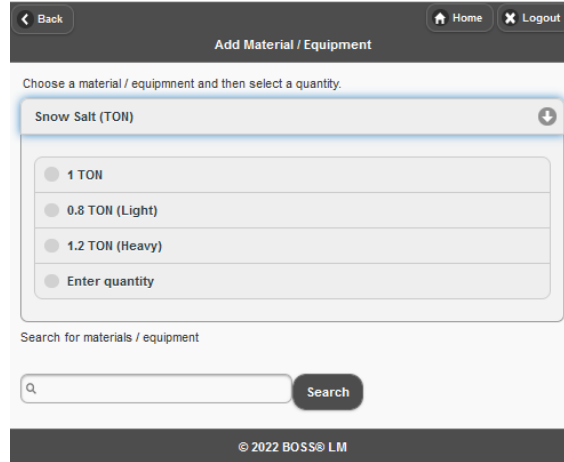 Back
Home
Logout
Add Material / Equipment
Choose a material / equipmnent and then select a quantity.
Snow Salt (TON)
1 TON
0.8 TON (Light)
1.2 TON (Heavy)
Enter quantity
Search for materials / equipment
Search
© 2022 BOSS® LM